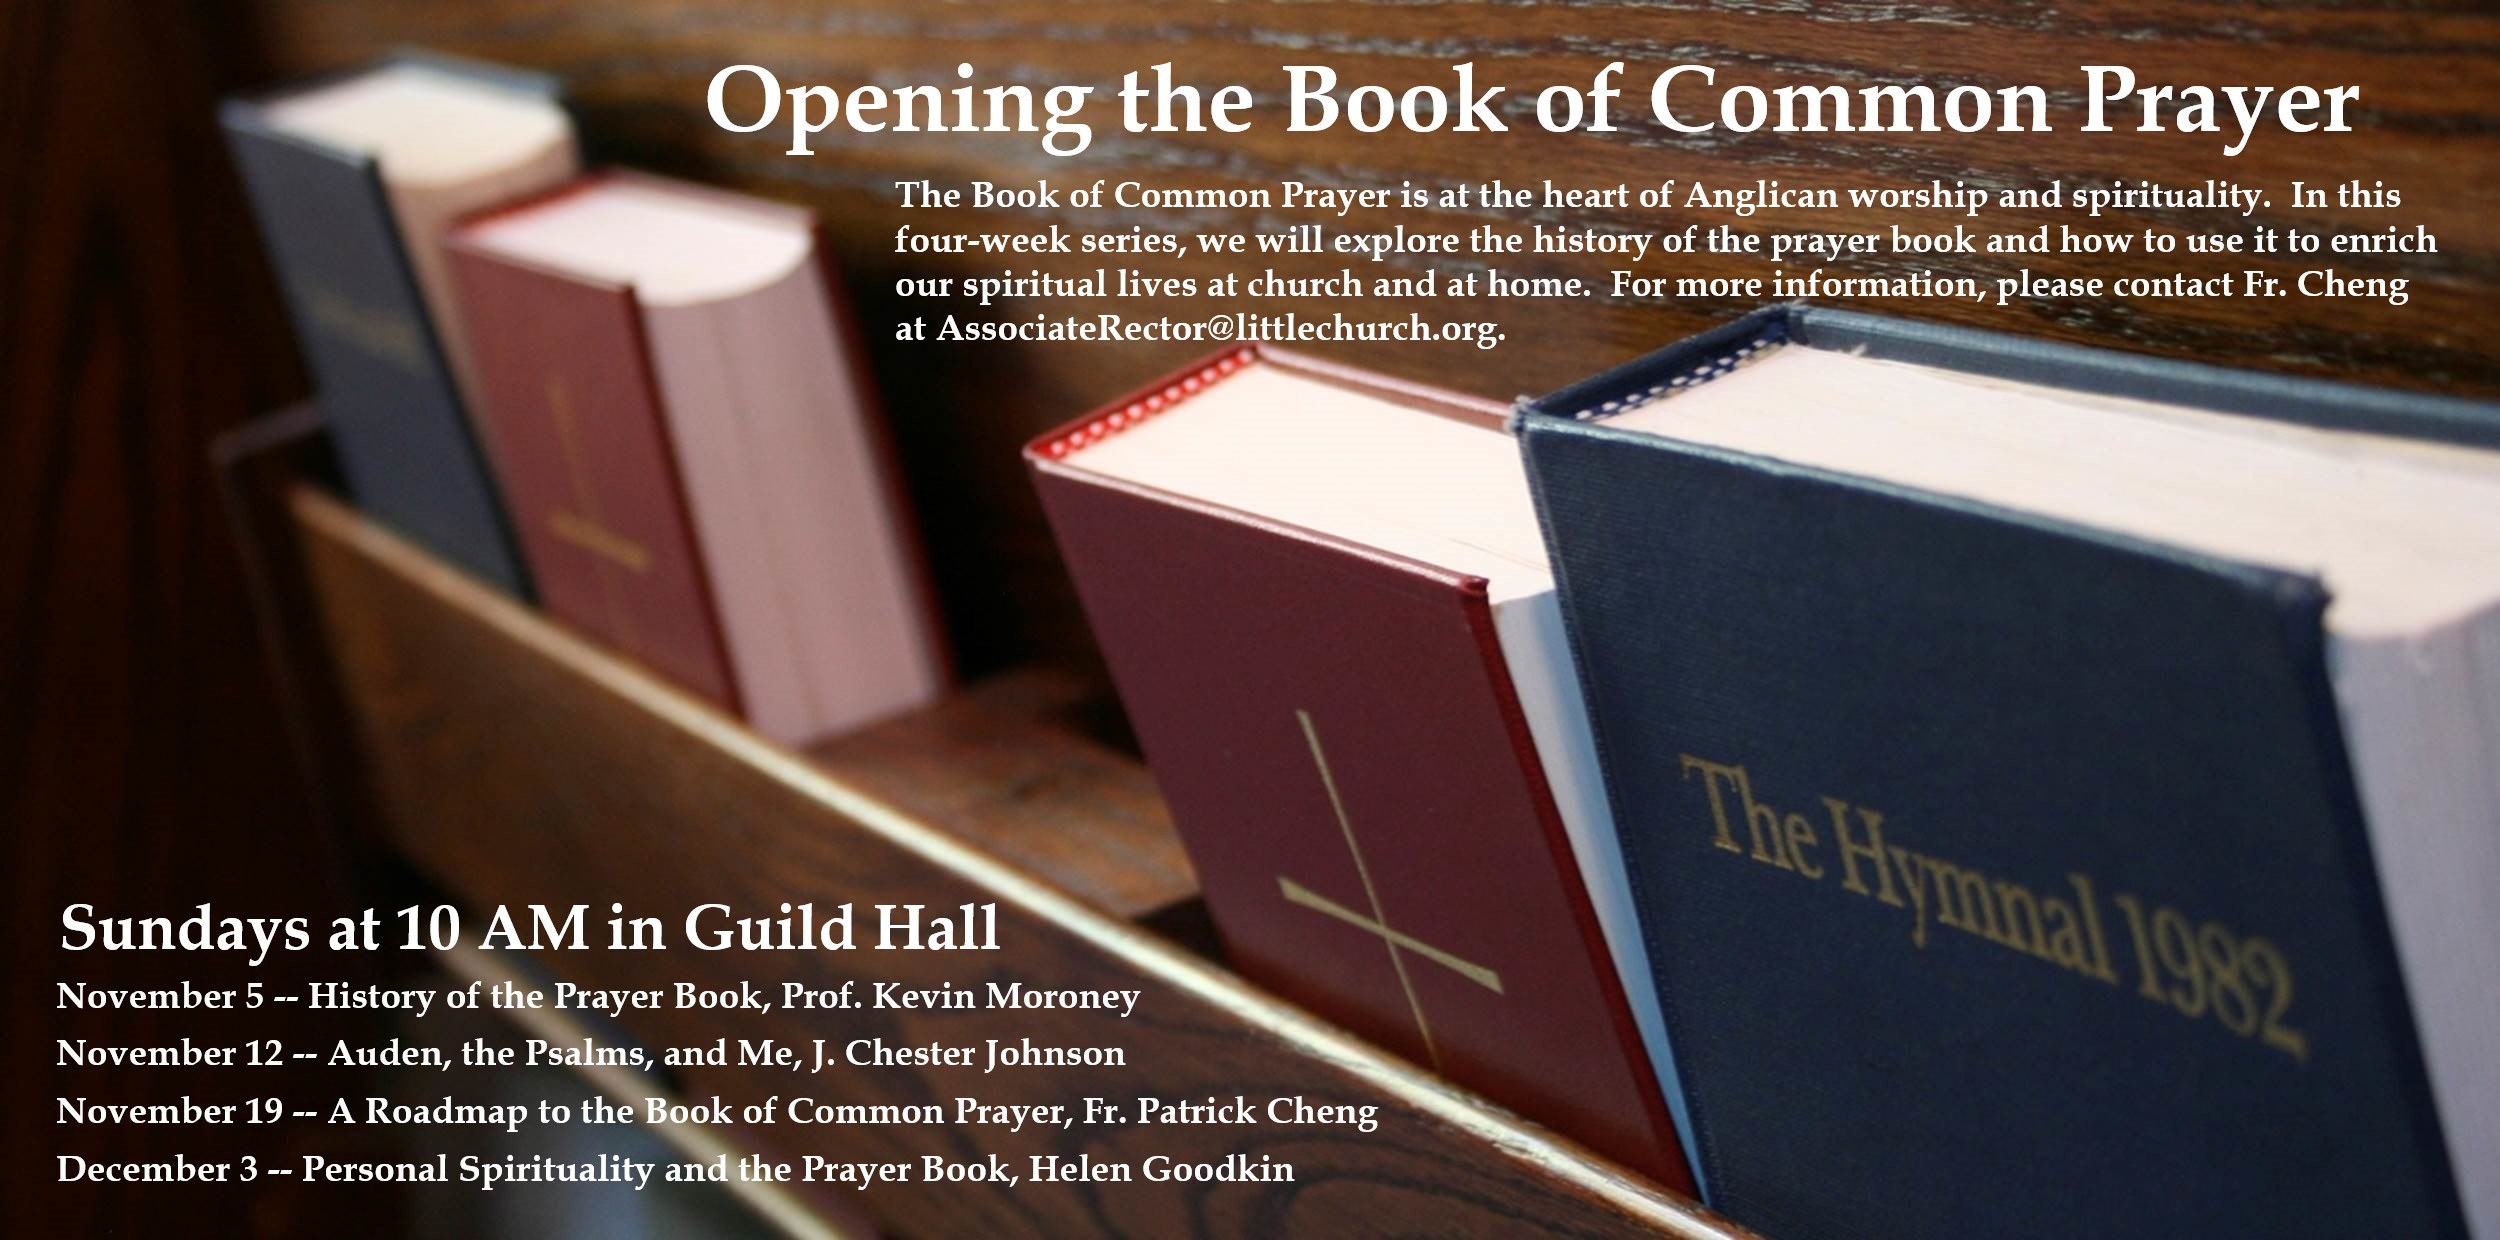 Opening the Book of Common Prayer
The Book of Common Prayer is at the heart of Anglican worship and spirituality.  In this
four-week series, we will explore the history of the prayer book and how to use it to enrich
our spiritual lives at church and at home.  For more information, please contact Fr. Cheng
at AssociateRector@littlechurch.org.
The Hymnal 1982
Sundays at 10 AM in Guild Hall
November 5 -- History of the Prayer Book, Prof. Kevin Moroney
November 12 -- Auden, the Psalms, and Me, J. Chester Johnson
November 19 -- A Roadmap to the Book of Common Prayer, Fr. Patrick Cheng
December 3 -- Personal Spirituality and the Prayer Book, Helen Goodkin